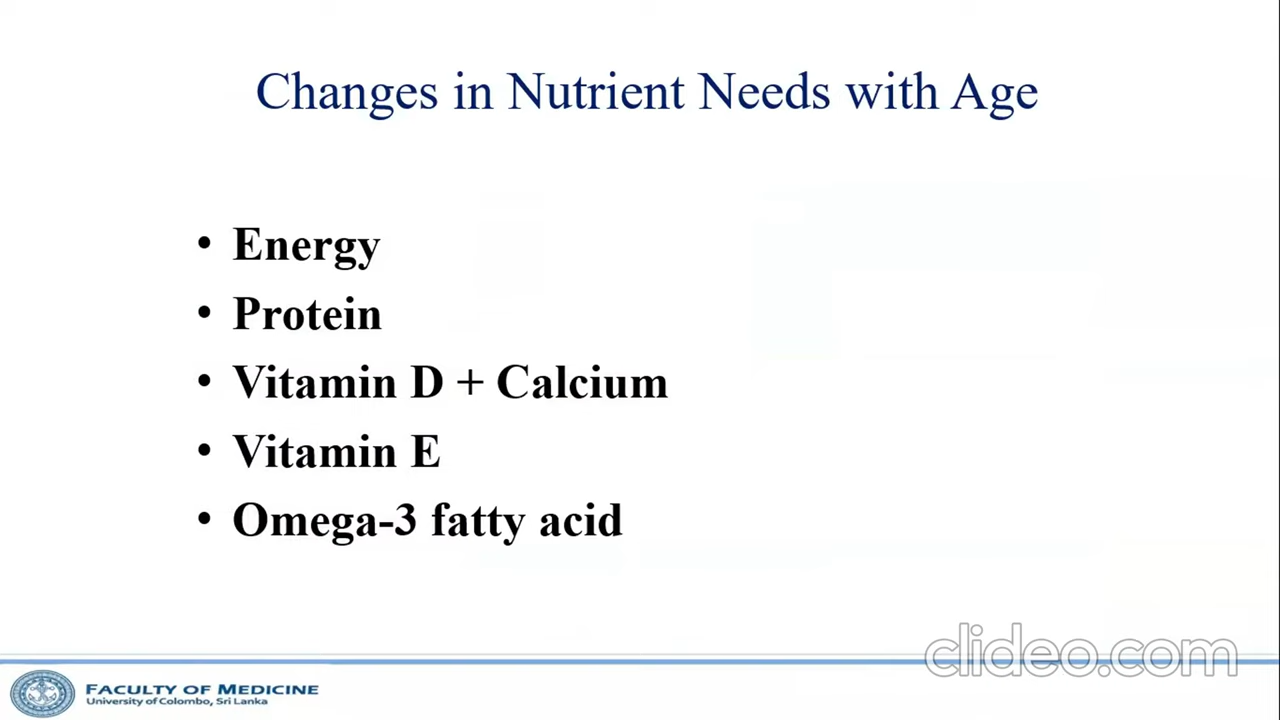 Changes in Nutrient Needs with Age
• Energy
• Protein
• Vitamin D + Calcium
• Vitamin E
• Omega-3 fatty acid
clideo.com
FACULTY OF MEDICINE
University of Colombo, Sri Lanka